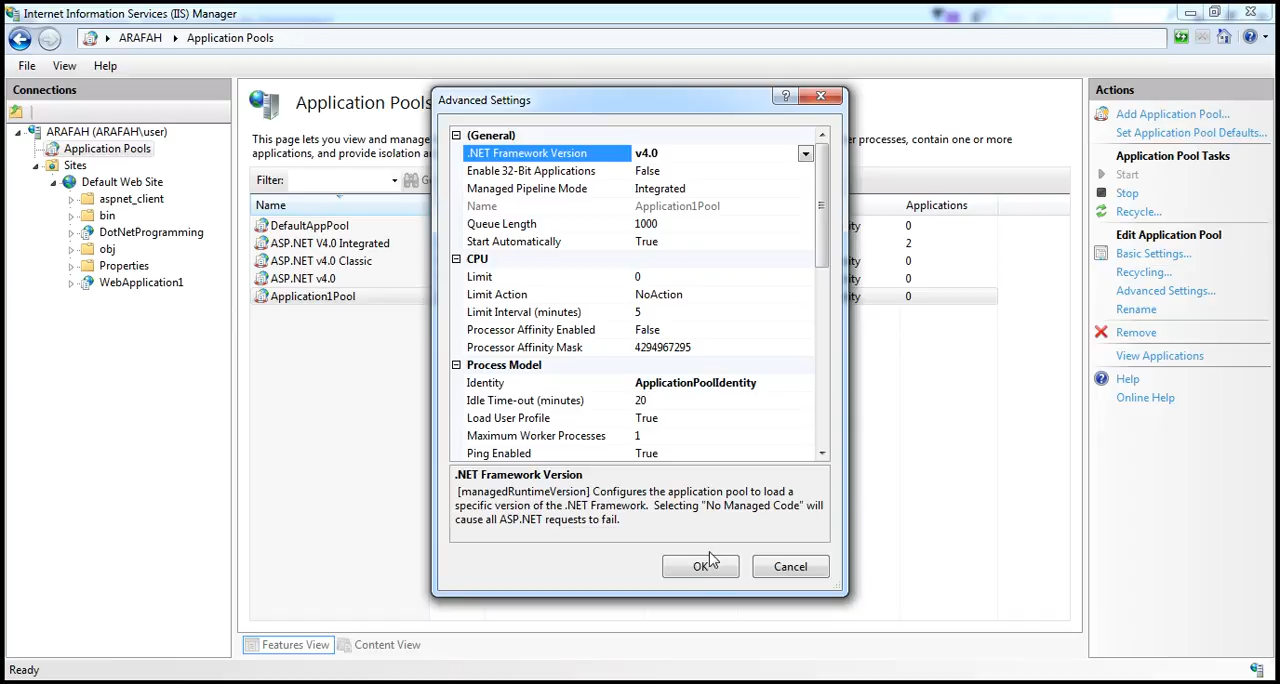 Internet Information Services (IIS) Manager
ARAFAH
Application Pools
File View Help
Connections
ARAFAH (ARAFAH\user)
Application Pools
Sites
Default Web Site
aspnet_client
bin
DotNetProgramming
obj
Properties
WebApplication1
Application Pools
This page lets you view and manage
er processes, contain one or more
applications, and provide isolation
Filter:
Name
Applications
DefaultAppPool
ity 0
ASP.NET V4.0 Integrated
2
ASP.NET v4.0 Classic
ity 0
ASP.NET v4.0
ity 0
Application1Pool
ity 0
Advanced Settings
(General)
.NET Framework Version v4.0
Enable 32-Bit Applications False
Managed Pipeline Mode Integrated
Name Application1Pool
Queue Length 1000
Start Automatically True
CPU
Limit 0
Limit Action NoAction
Limit Interval (minutes) 5
Processor Affinity Enabled False
Processor Affinity Mask 4294967295
Process Model
Identity ApplicationPoolIdentity
Idle Time-out (minutes) 20
Load User Profile True
Maximum Worker Processes 1
Ping Enabled True
.NET Framework Version
[managedRuntimeVersion] Configures the application pool to load a
specific version of the .NET Framework. Selecting "No Managed Code" will
cause all ASP.NET requests to fail.
OK Cancel
Actions
Add Application Pool...
Set Application Pool Defaults...
Application Pool Tasks
Start
Stop
Recycle...
Edit Application Pool
Basic Settings...
Recycling...
Advanced Settings...
Rename
Remove
View Applications
Help
Online Help
Features View Content View
Ready